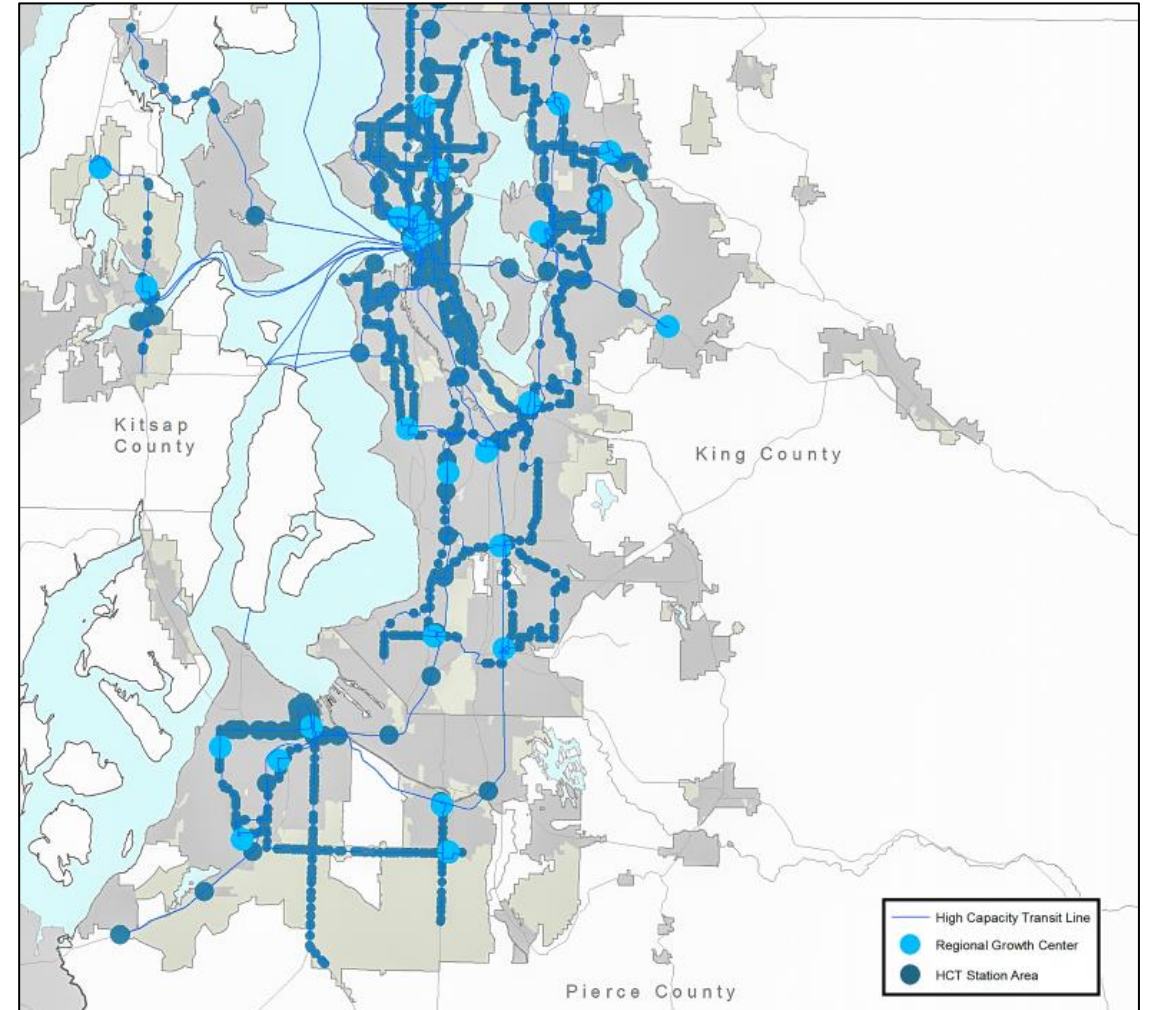 Kitsap
County
King County
High Capacity Transit Line
Regional Growth Center
HCT Station Area
Pierce County